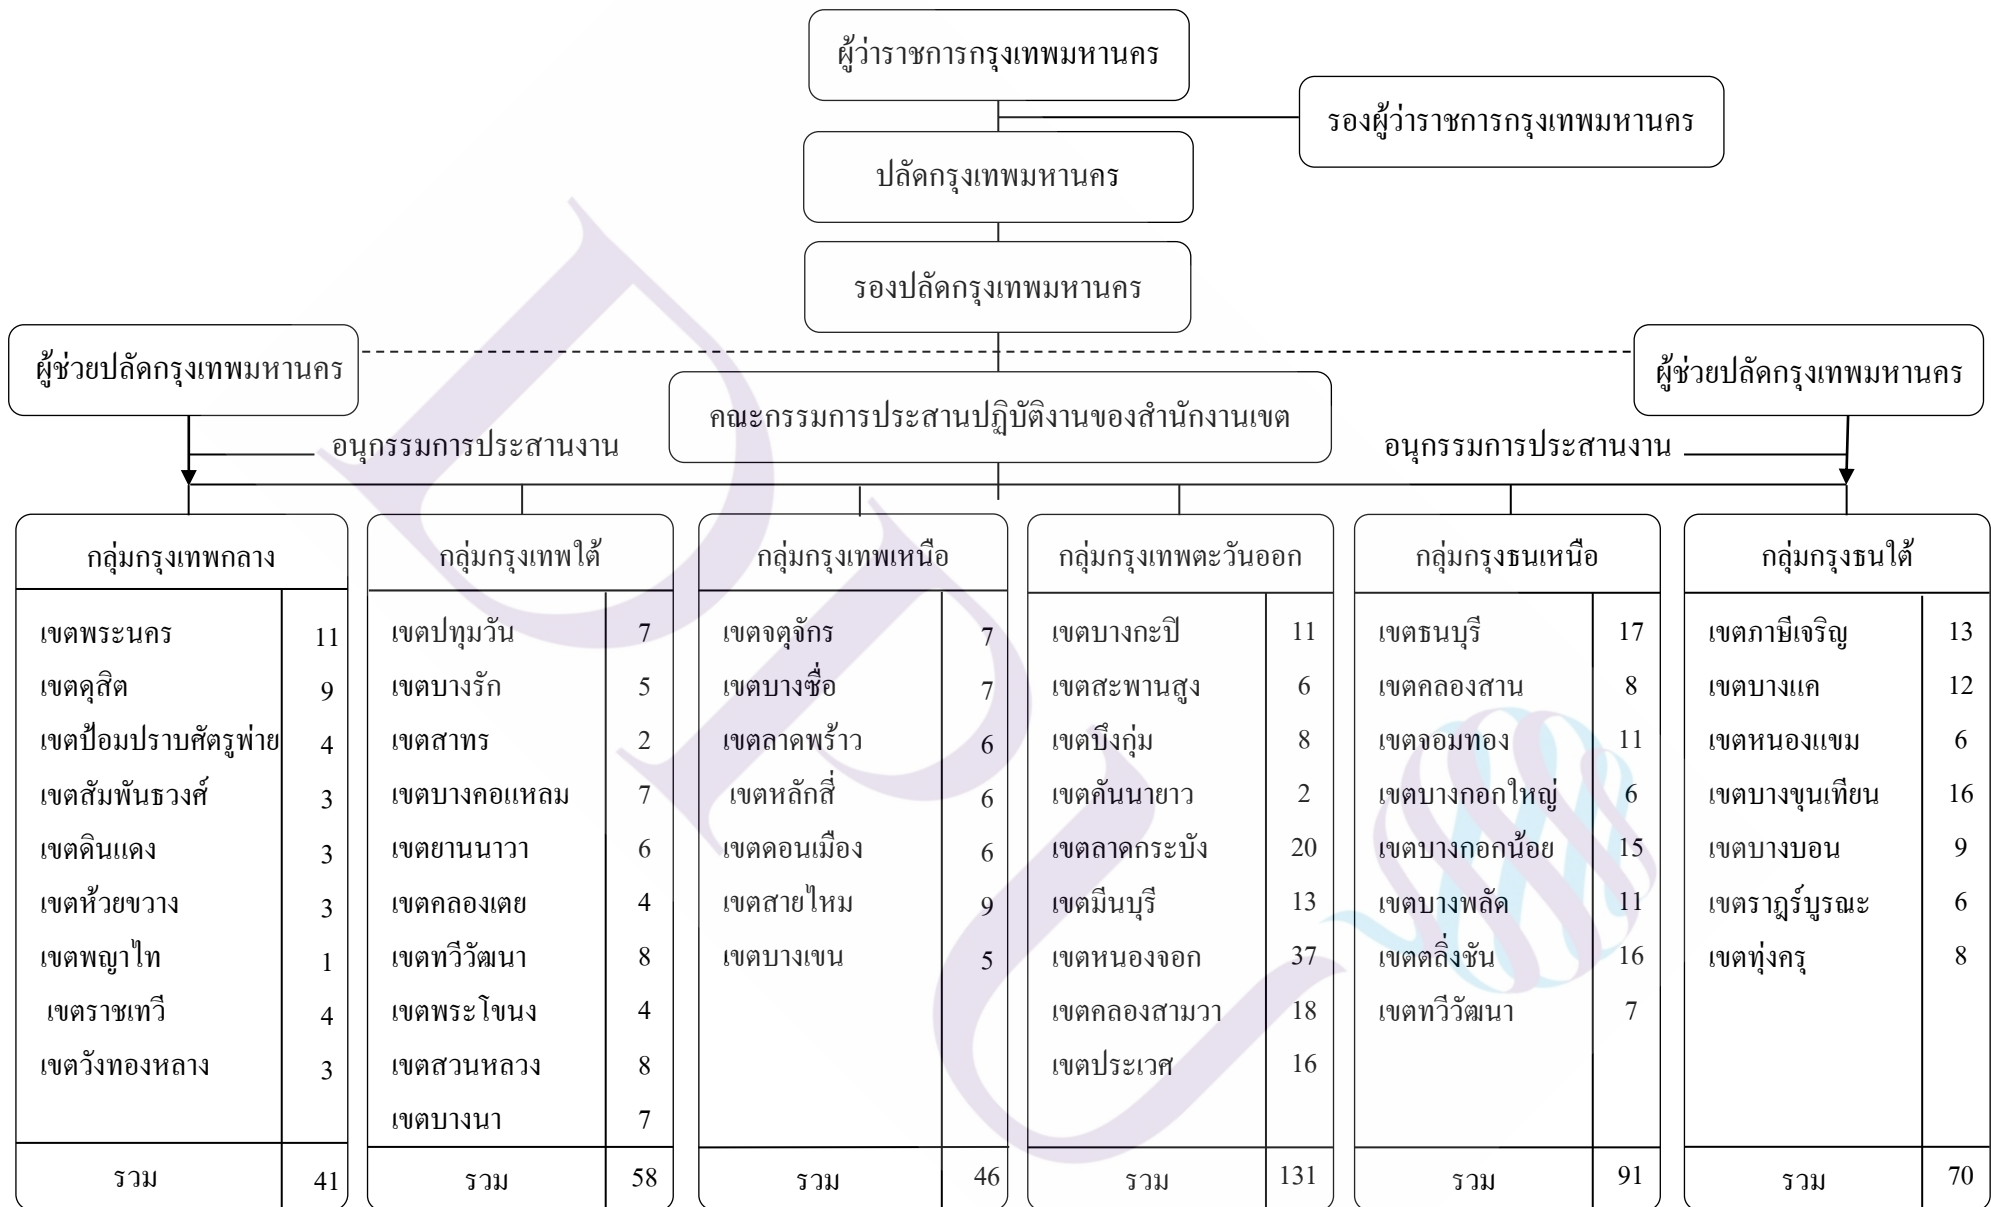 ผู้ว่าราชการกรุงเทพมหานคร
รองผู้ว่าราชการกรุงเทพมหานคร
ปลัดกรุงเทพมหานคร
รองปลัดกรุงเทพมหานคร
ผู้ช่วยปลัดกรุงเทพมหานคร
ผู้ช่วยปลัดกรุงเทพมหานคร
คณะกรรมการประสานปฏิบัติงานของสำนักงานเขต
อนุกรรมการประสานงาน
อนุกรรมการประสานงาน
กลุ่มกรุงเทพกลาง
เขตพระนคร 11
เขตดุสิต 9
เขตป้อมปราบศัตรูพ่าย 4
เขตสัมพันธวงศ์ 3
เขตดินแดง 3
เขตห้วยขวาง 3
เขตพญาไท 1
เขตราชเทวี 4
เขตวังทองหลาง 3
รวม 41
กลุ่มกรุงเทพใต้
เขตปทุมวัน 7
เขตบางรัก 5
เขตสาทร 2
เขตบางคอแหลม 7
เขตยานนาวา 6
เขตคลองเตย 4
เขตทวีวัฒนา 8
เขตพระโขนง 4
เขตสวนหลวง 8
เขตบางนา 7
รวม 58
กลุ่มกรุงเทพเหนือ
เขตจตุจักร 7
เขตบางซื่อ 7
เขตลาดพร้าว 6
เขตหลักสี่ 6
เขตดอนเมือง 6
เขตสายไหม 9
เขตบางเขน 5
รวม 46
กลุ่มกรุงเทพตะวันออก
เขตบางกะปิ 11
เขตสะพานสูง 6
เขตบึงกุ่ม 8
เขตคันนายาว 2
เขตลาดกระบัง 20
เขตมีนบุรี 13
เขตหนองจอก 37
เขตคลองสามวา 18
เขตประเวศ 16
รวม 131
กลุ่มกรุงธนเหนือ
เขตธนบุรี 17
เขตคลองสาน 8
เขตจอมทอง 11
เขตบางกอกใหญ่ 6
เขตบางกอกน้อย 15
เขตบางพลัด 11
เขตตลิ่งชัน 16
เขตทวีวัฒนา 7
รวม 91
กลุ่มกรุงธนใต้
เขตภาษีเจริญ 13
เขตบางแค 12
เขตหนองแขม 6
เขตบางขุนเทียน 16
เขตบางบอน 9
เขตราฎร์บูรณะ 6
เขตทุ่งครุ 8
รวม 70
DPU